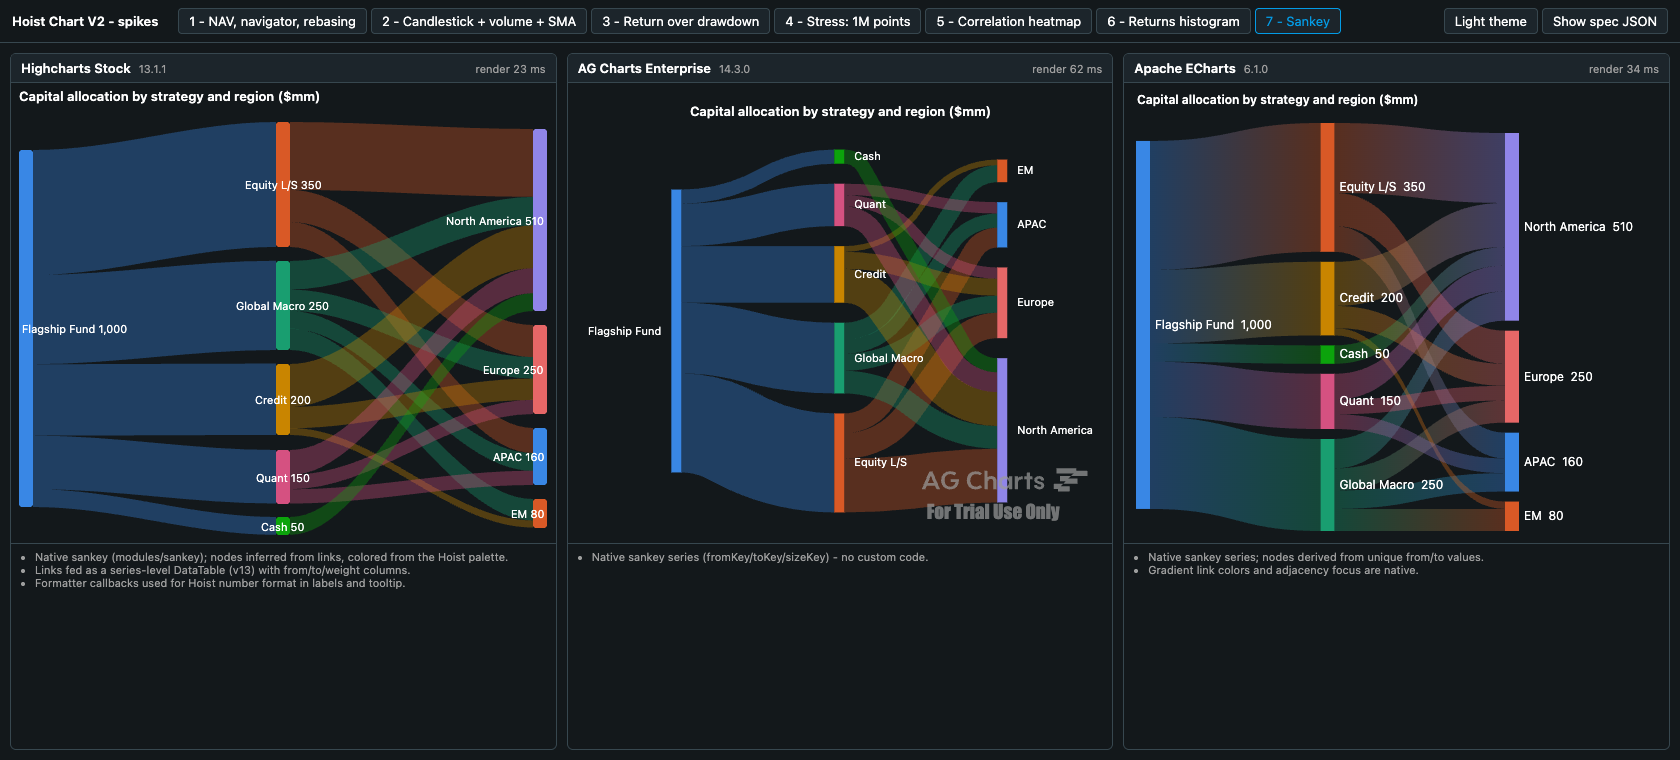 Hoist Chart V2 - spikes
1 - NAV, navigator, rebasing
2 - Candlestick + volume + SMA
3 - Return over drawdown
4 - Stress: 1M points
5 - Correlation heatmap
6 - Returns histogram
7 - Sankey
Light theme
Show spec JSON
Highcharts Stock 13.1.1
render 23 ms
Capital allocation by strategy and region ($mm)
Equity L/S 350
North America 510
Global Macro 250
Flagship Fund 1,000
Europe 250
Credit 200
APAC 160
Quant 150
EM 80
Cash 50
Native sankey (modules/sankey); nodes inferred from links, colored from the Hoist palette.
Links fed as a series-level DataTable (v13) with from/to/weight columns.
Formatter callbacks used for Hoist number format in labels and tooltip.
AG Charts Enterprise 14.3.0
render 62 ms
Capital allocation by strategy and region ($mm)
Cash
EM
Quant
APAC
Credit
Europe
Flagship Fund
Global Macro
North America
Equity L/S
AG Charts
For Trial Use Only
Native sankey series (fromKey/toKey/sizeKey) - no custom code.
Apache ECharts 6.1.0
render 34 ms
Capital allocation by strategy and region ($mm)
Equity L/S 350
North America 510
Credit 200
Flagship Fund 1,000
Cash 50
Europe 250
Quant 150
APAC 160
Global Macro 250
EM 80
Native sankey series; nodes derived from unique from/to values.
Gradient link colors and adjacency focus are native.